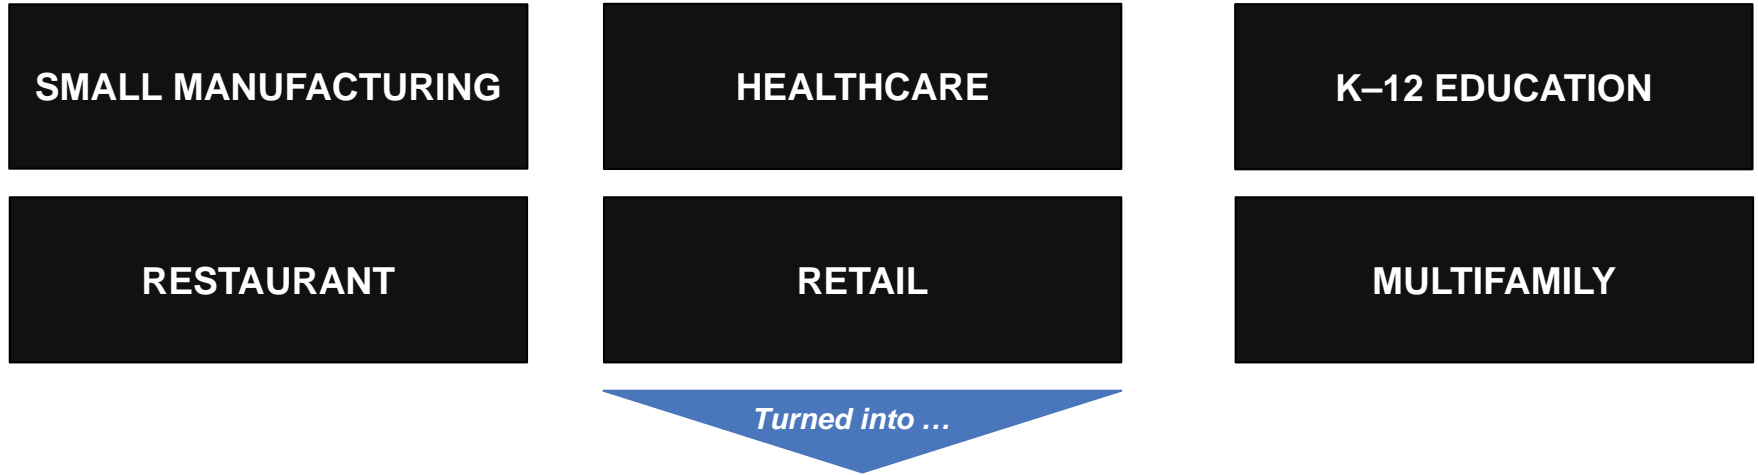 SMALL MANUFACTURING
HEALTHCARE
K–12 EDUCATION
RESTAURANT
RETAIL
MULTIFAMILY
Turned into …